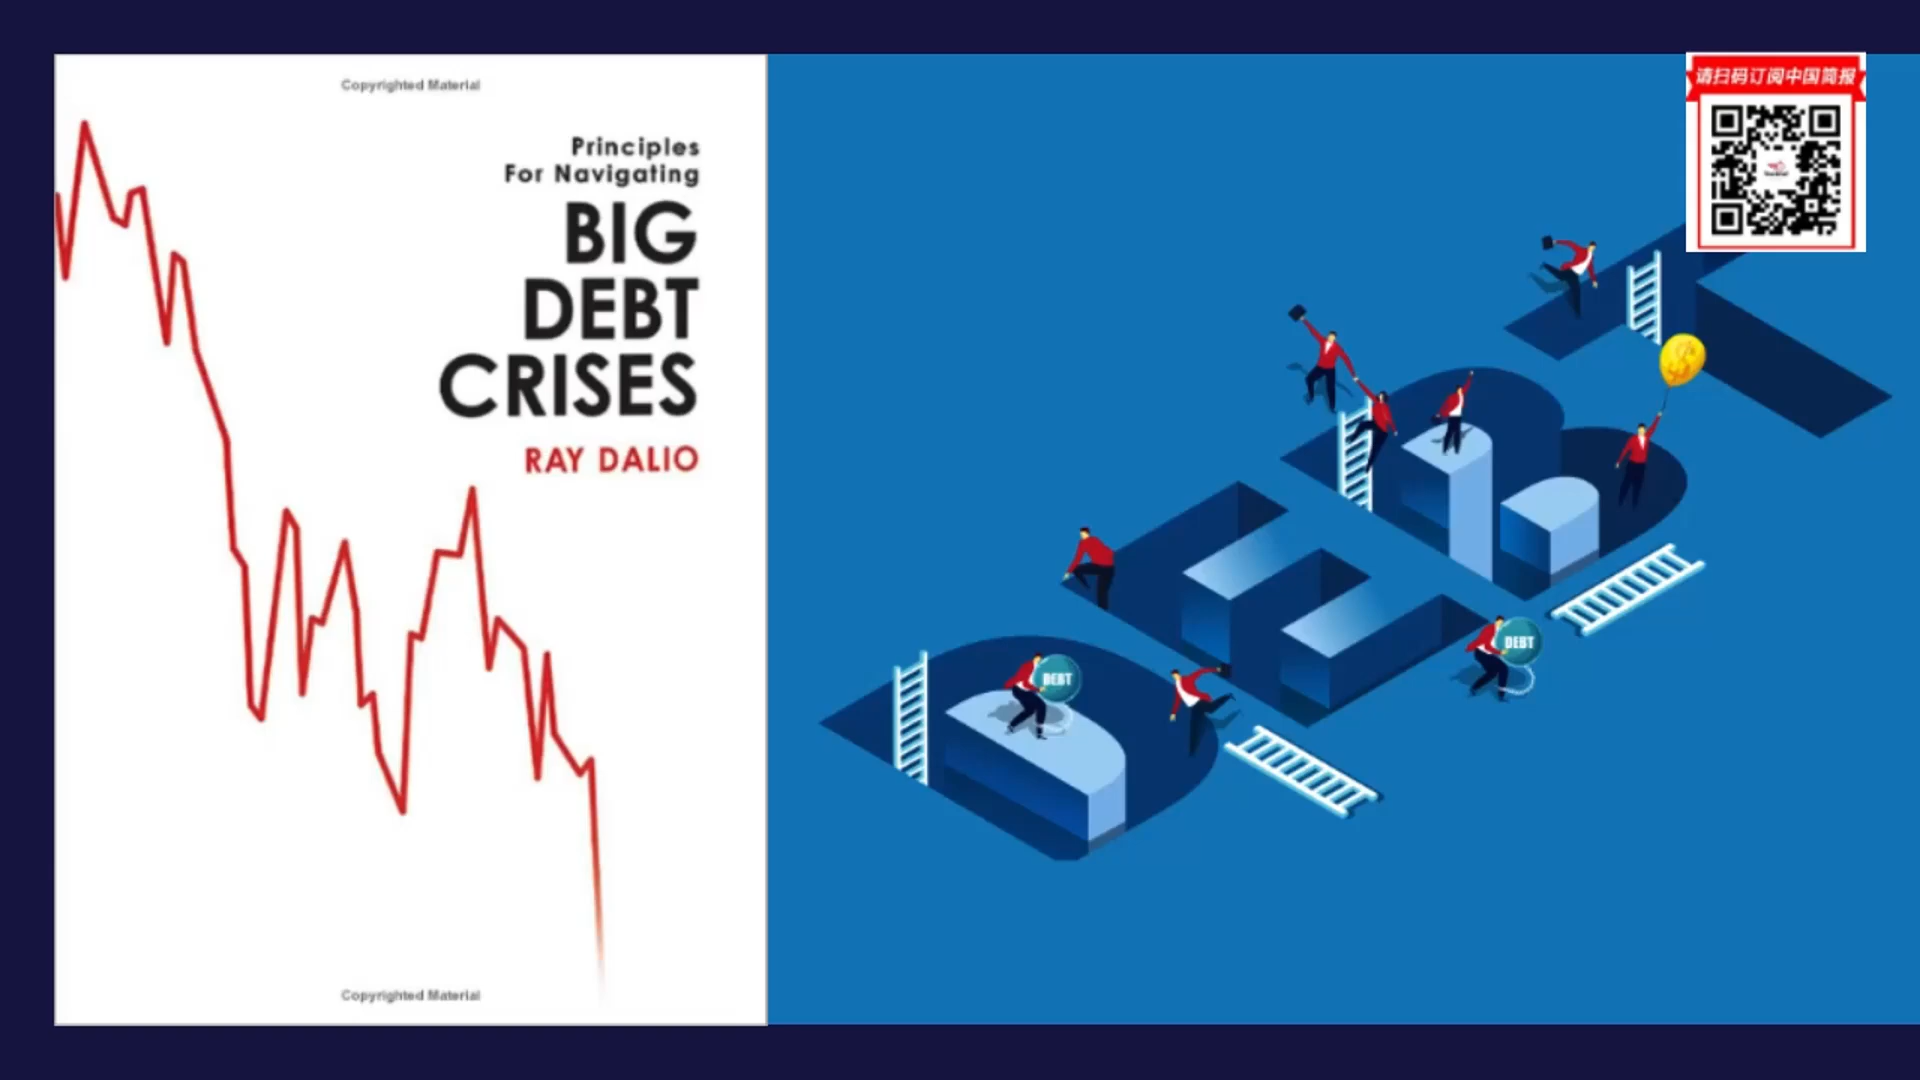 Copyrighted Material
Principles
For Navigating
BIG
DEBT
CRISES
RAY DALIO
Copyrighted Material
请扫码订阅中国简报
DEBT
DEBT
DEBT